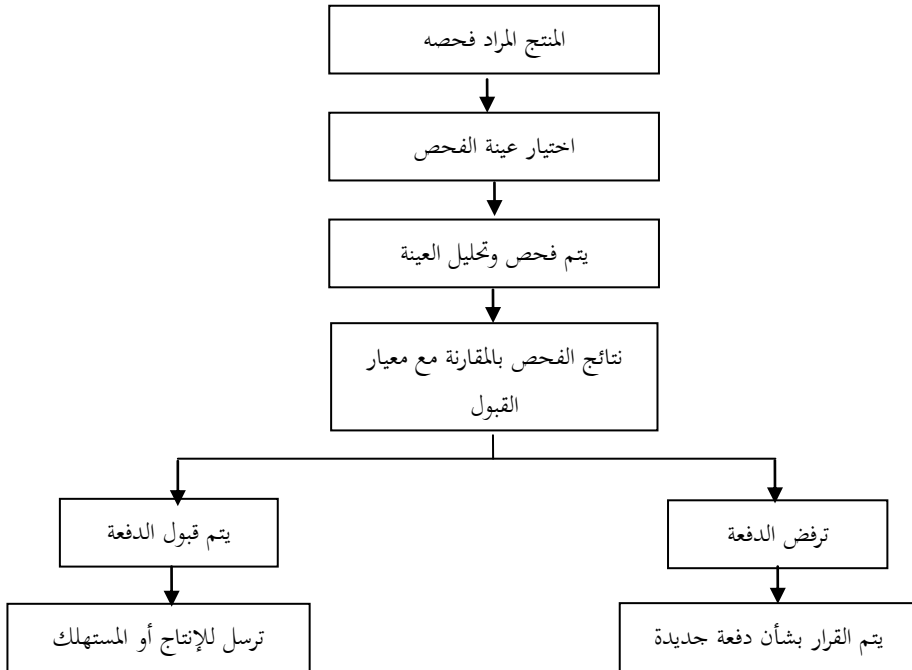 المنتج المراد فحصه
اختيار عينة الفحص
يتم فحص وتحليل العينة
نتائج الفحص بالمقارنة مع معيار
القبول
ترفض الدفعة
يتم قبول الدفعة
يتم القرار بشأن دفعة جديدة
ترسل للإنتاج أو المستهلك